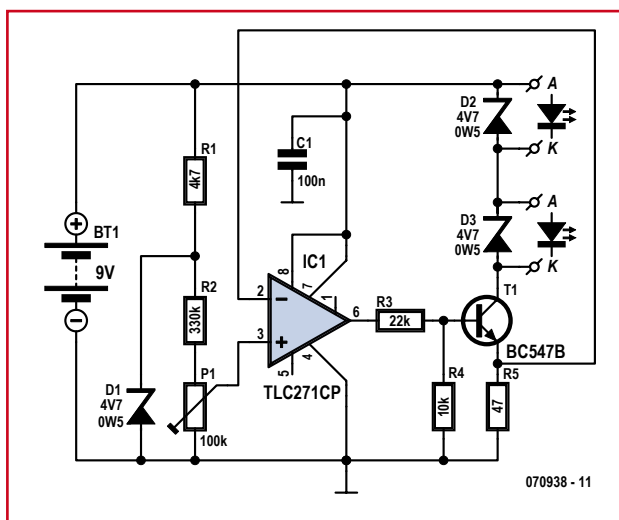 A
D2
4V7
0W5
K
C1
100n
R1
4k7
A
D3
4V7
0W5
K
BT1
9V
IC1
8
7
1
2
3
6
5
4
TLC271CP
R2
330k
P1
100k
D1
4V7
0W5
R3
22k
R4
10k
T1
BC547B
R5
47
070938 - 11